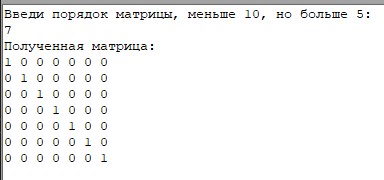 Введи порядок матрицы, меньше 10, но больше 5:
7
Полученная матрица:
1 0 0 0 0 0 0
0 1 0 0 0 0 0
0 0 1 0 0 0 0
0 0 0 1 0 0 0
0 0 0 0 1 0 0
0 0 0 0 0 1 0
0 0 0 0 0 0 1